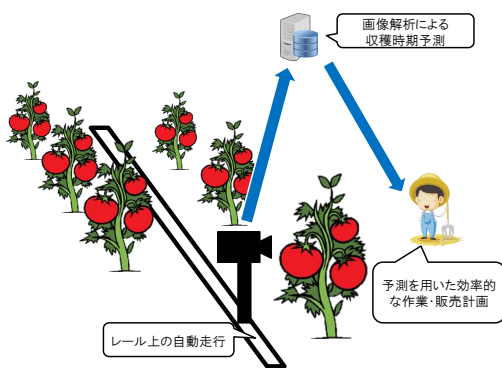 画像解析による
収穫時期予測
予測を用いた効率的
な作業・販売計画
レール上の自動走行